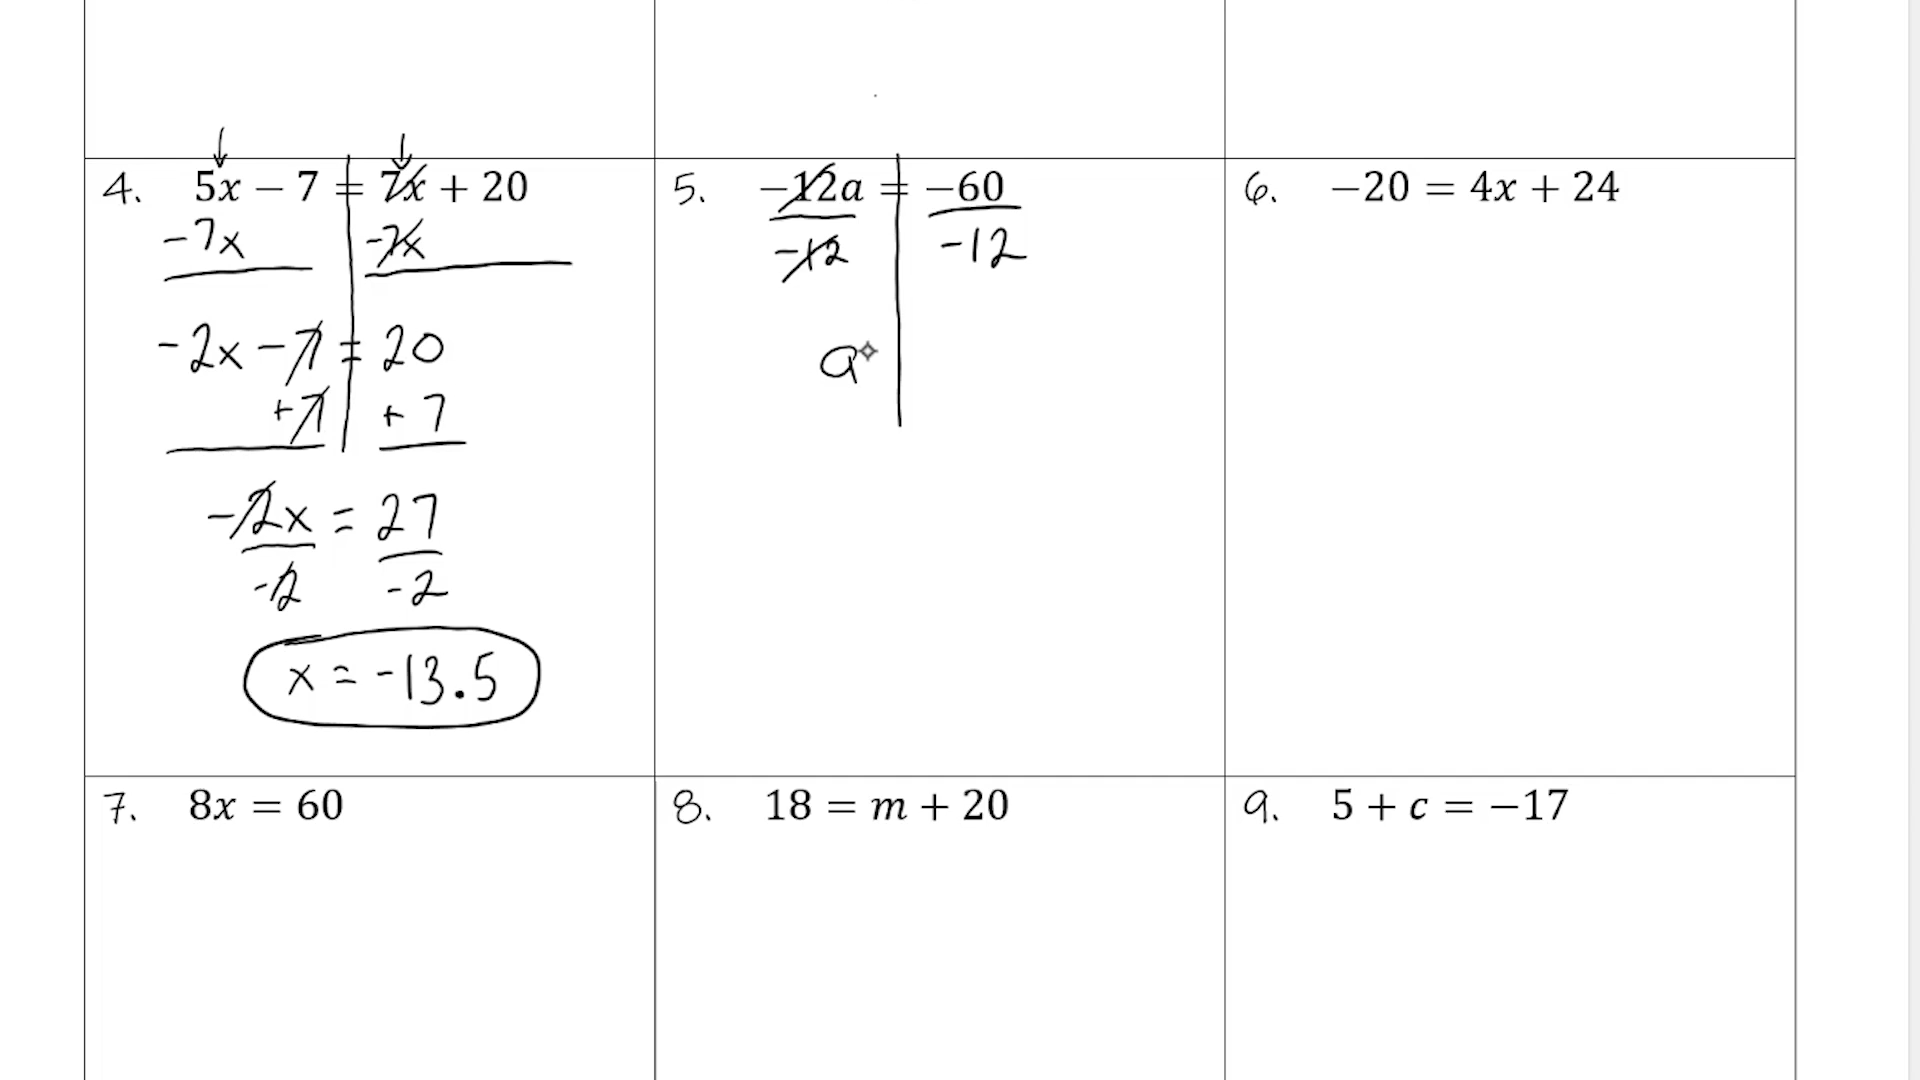 4. 5x − 7 = 7x + 20
-7x -7x
-2x -7 = 20
+7 + 7
-2x = 27
-2 -2
x = -13.5
5. −12a = −60
-12 -12
a
6. −20 = 4x + 24
7. 8x = 60
8. 18 = m + 20
9. 5 + c = −17